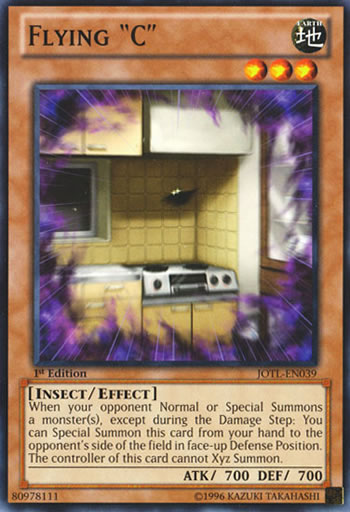 Flying "C"
EARTH
地
1st Edition
JOTL-EN039
[Insect/Effect]
When your opponent Normal or Special Summons
a monster(s), except during the Damage Step: You
can Special Summon this card from your hand to the
opponent's side of the field in face-up Defense Position.
The controller of this card cannot Xyz Summon.
ATK/ 700 DEF/ 700
80978111
©1996 KAZUKI TAKAHASHI